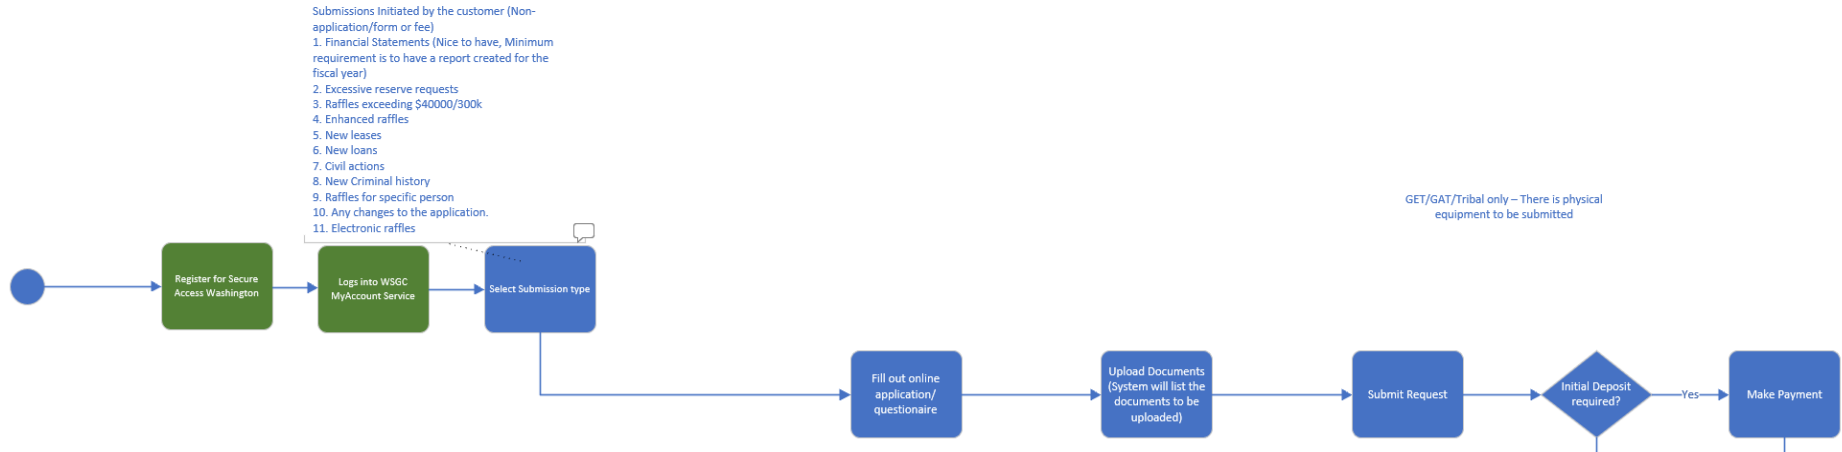 Submissions Initiated by the customer (Non-
application/form or fee)
1. Financial Statements (Nice to have, Minimum
requirement is to have a report created for the
fiscal year)
2. Excessive reserve requests
3. Raffles exceeding $40000/300k
4. Enhanced raffles
5. New leases
6. New loans
7. Civil actions
8. New Criminal history
9. Raffles for specific person
10. Any changes to the application.
11. Electronic raffles
GET/GAT/Tribal only – There is physical
equipment to be submitted
Register for Secure
Access Washington
Logs into WSGC
MyAccount Service
Select Submission type
Fill out online
application/
questionaire
Upload Documents
(System will list the
documents to be
uploaded)
Submit Request
Initial Deposit
required?
Yes
Make Payment